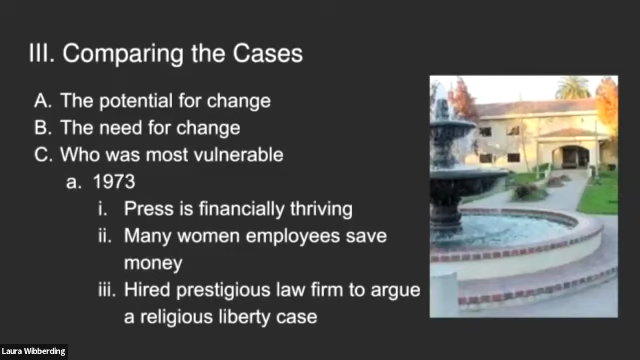 III. Comparing the Cases
A. The potential for change
B. The need for change
C. Who was most vulnerable
a. 1973
i. Press is financially thriving
ii. Many women employees save
money
iii. Hired prestigious law firm to argue
a religious liberty case
Laura Wibberding